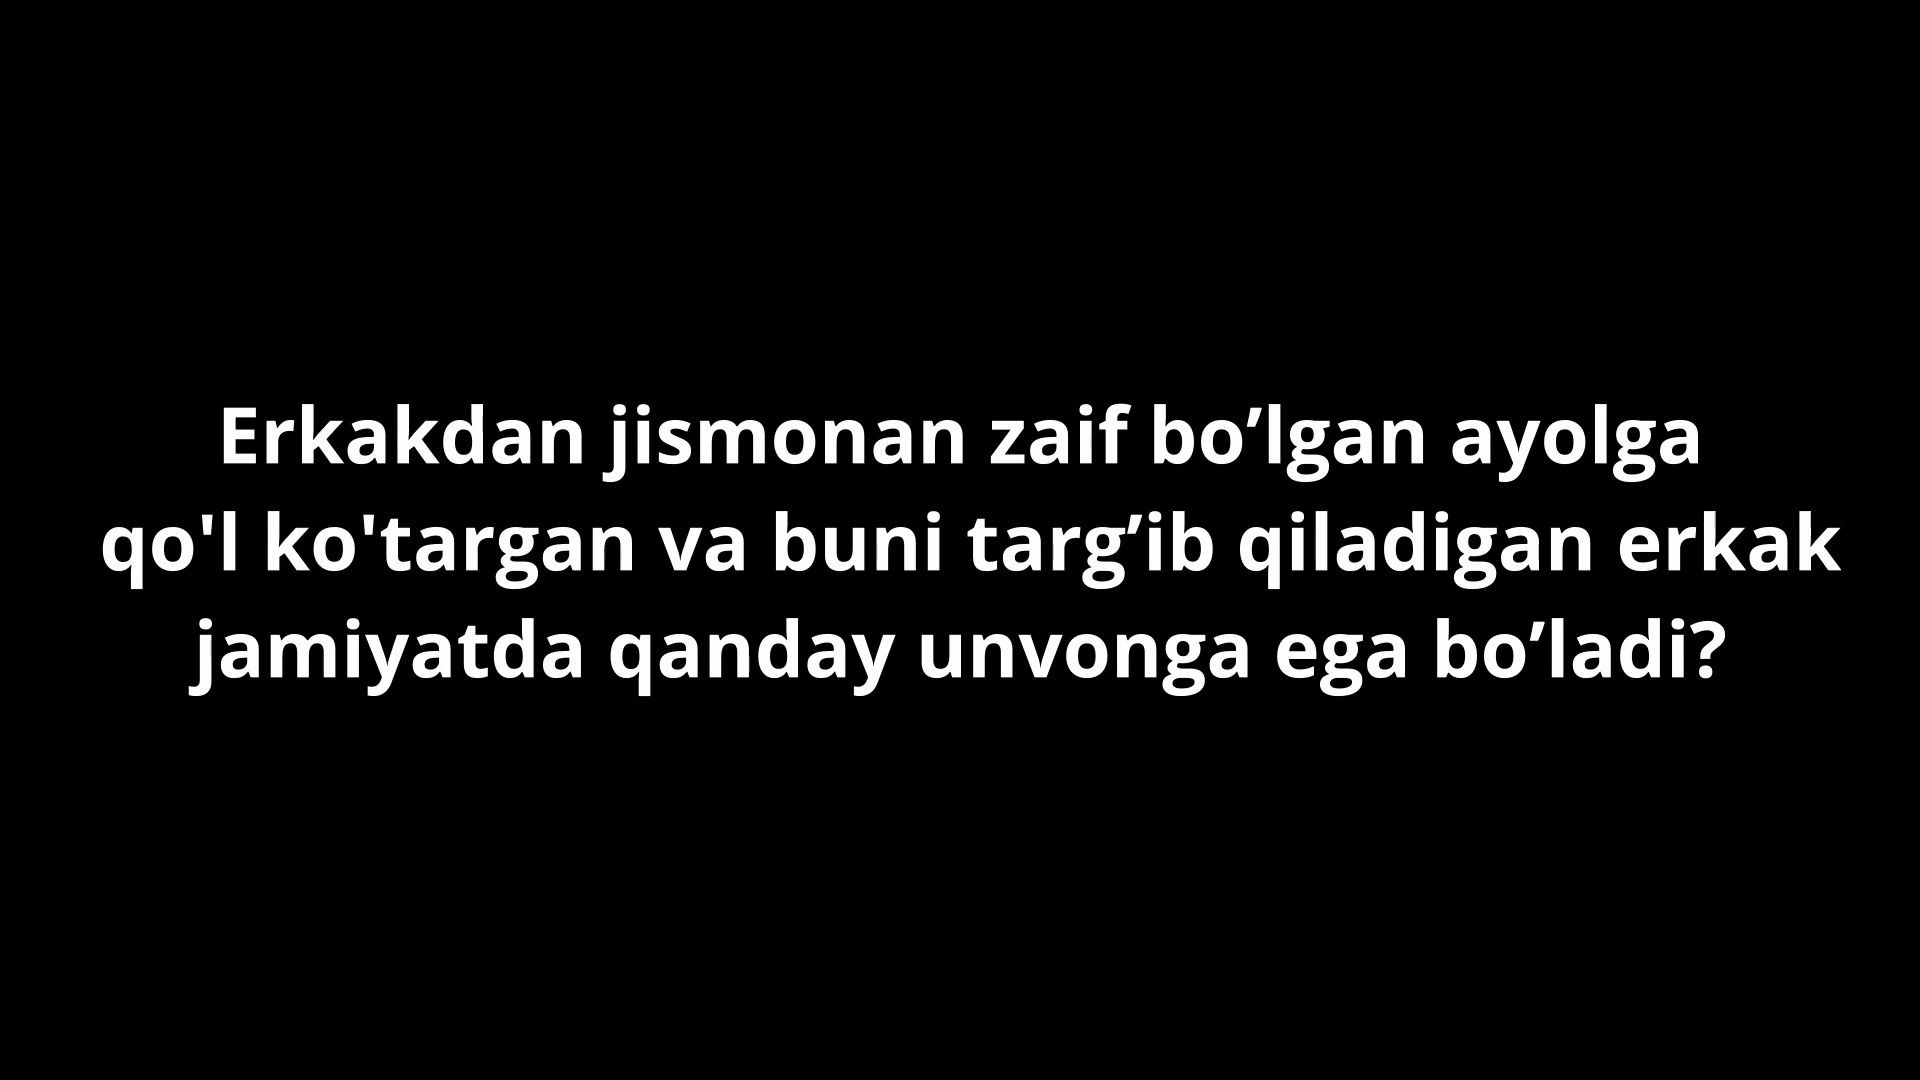 Erkakdan jismonan zaif bo’lgan ayolga
qo'l ko'targan va buni targ’ib qiladigan erkak
jamiyatda qanday unvonga ega bo’ladi?